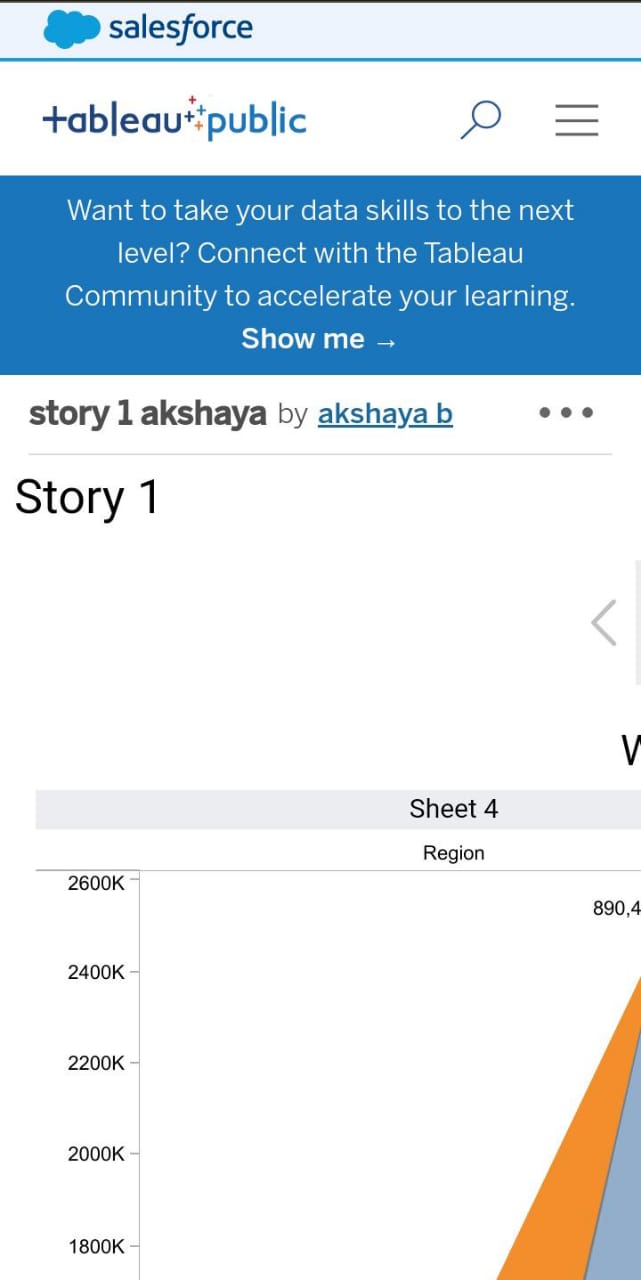 salesforce
+ableau public
Want to take your data skills to the next
level? Connect with the Tableau
Community to accelerate your learning.
Show me →
story 1 akshaya by akshaya b
Story 1
Sheet 4
Region
2600K
890,4
2400K
2200K
2000K
1800K